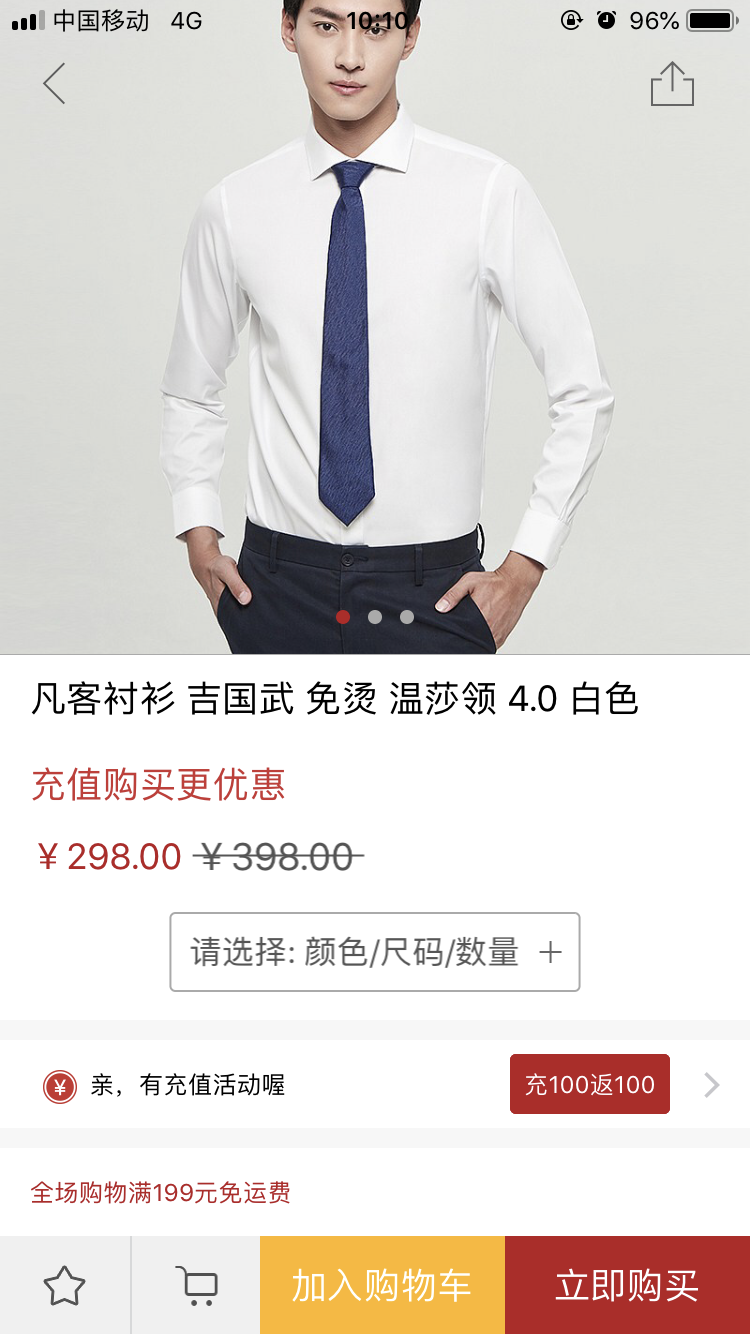 中国移动 4G 10:10 96%
凡客衬衫 吉国武 免烫 温莎领 4.0 白色
充值购买更优惠
￥298.00 ￥398.00
请选择: 颜色/尺码/数量 +
¥ 亲，有充值活动喔 充100返100
全场购物满199元免运费
加入购物车 立即购买